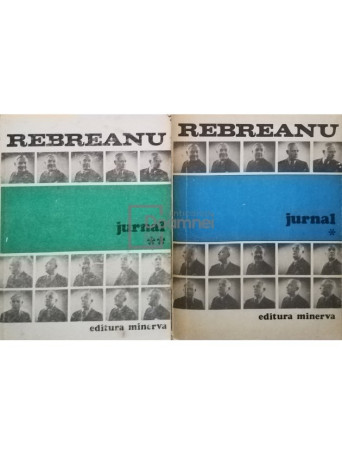 REBREANU
jurnal
**
editura minerva
REBREANU
jurnal
*
editura minerva